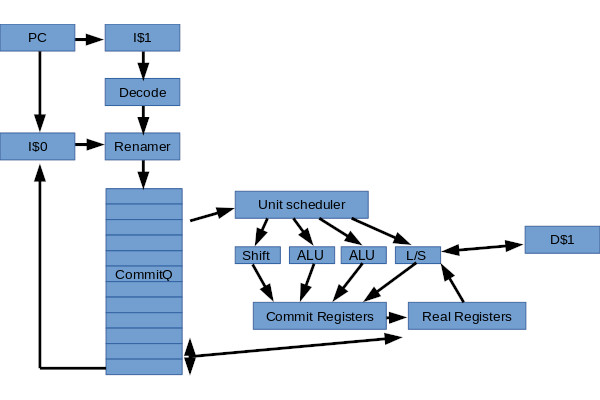 PC
I$1
Decode
I$0
Renamer
CommitQ
Unit scheduler
Shift
ALU
ALU
L/S
D$1
Commit Registers
Real Registers